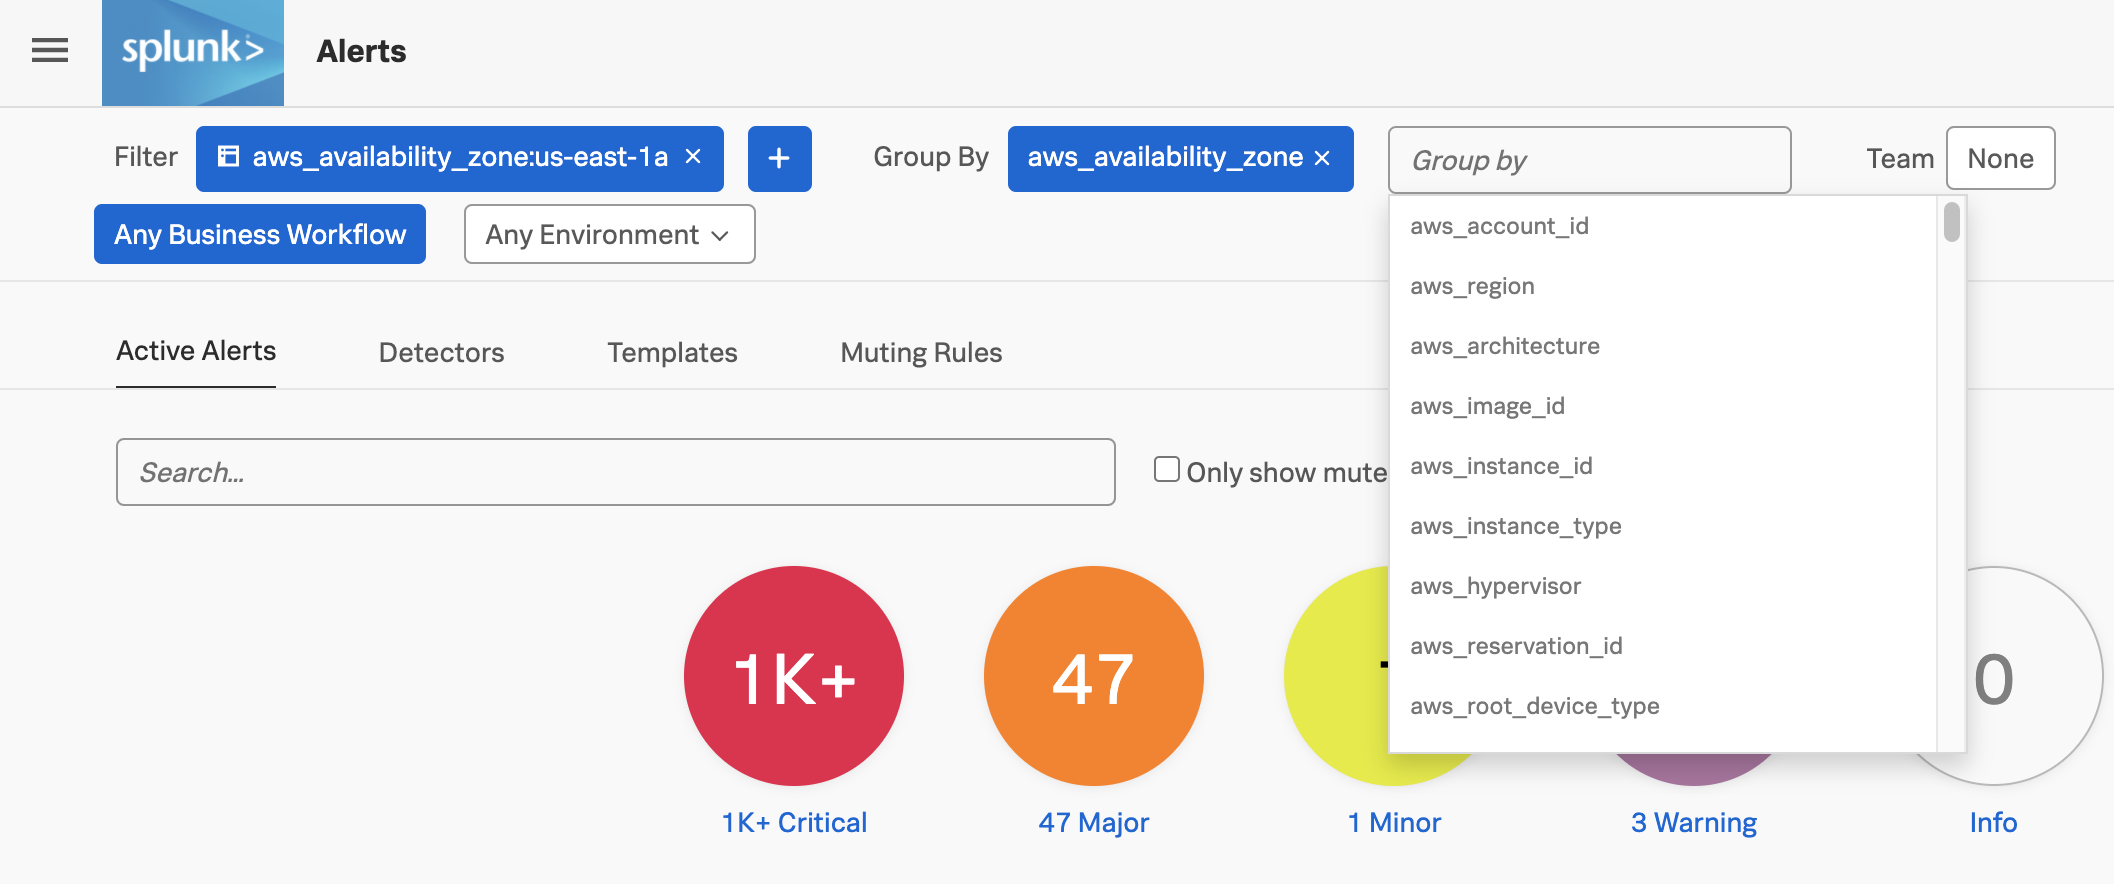 splunk>
Alerts
Filter
aws_availability_zone:us-east-1a ×
+
Group By
aws_availability_zone ×
Group by
Team
None
Any Business Workflow
Any Environment
aws_account_id
aws_region
aws_architecture
aws_image_id
aws_instance_id
aws_instance_type
aws_hypervisor
aws_reservation_id
aws_root_device_type
Active Alerts
Detectors
Templates
Muting Rules
Search...
Only show mute
1K+
47
0
1K+ Critical
47 Major
1 Minor
3 Warning
Info